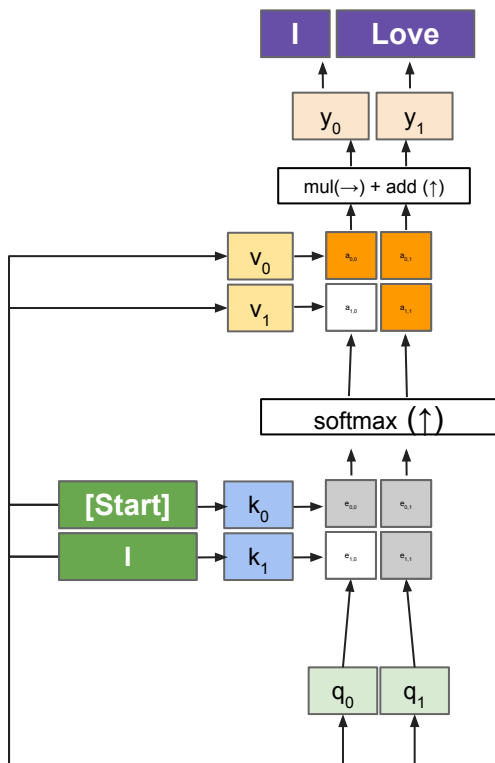 I Love
y0 y1
mul(→) + add (↑)
v0 a0,0 a0,1
v1 a1,0 a1,1
softmax (↑)
[Start] k0 e0,0 e0,1
I k1 e1,0 e1,1
q0 q1